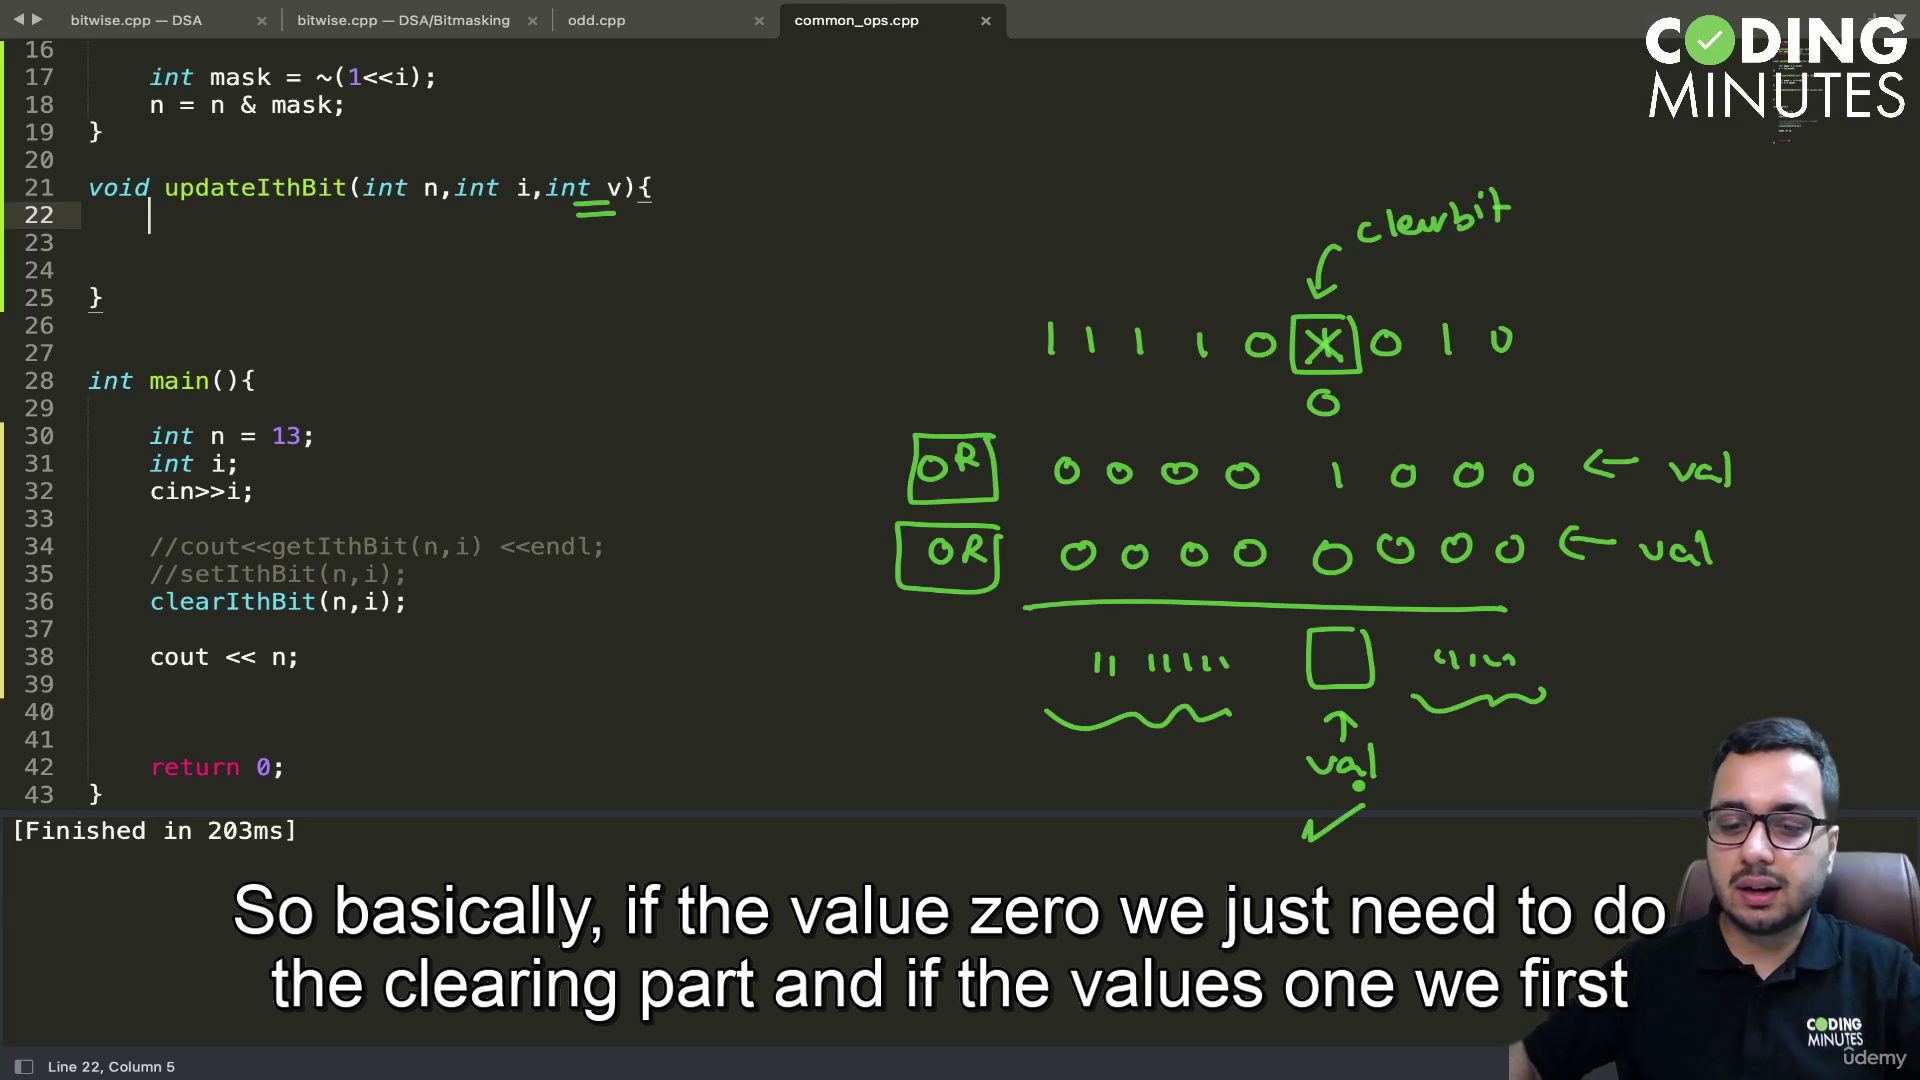 bitwise.cpp — DSA
bitwise.cpp — DSA/Bitmasking
odd.cpp
common_ops.cpp
CODING
MINUTES
16
17 int mask = ~(1<<i);
18 n = n & mask;
19 }
20
21 void updateIthBit(int n,int i,int v){
22
23
24
25 }
26
27
28 int main(){
29
30 int n = 13;
31 int i;
32 cin>>i;
33
34 //cout<<getIthBit(n,i) <<endl;
35 //setIthBit(n,i);
36 clearIthBit(n,i);
37
38 cout << n;
39
40
41
42 return 0;
43 }
clearbit
1 1 1 1 0 X 0 1 0
0
OR 0 0 0 0 1 0 0 0 ← val
OR 0 0 0 0 0 0 0 0 ← val
val
[Finished in 203ms]
So basically, if the value zero we just need to do
the clearing part and if the values one we first
CODING
MINUTES
ûdemy
Line 22, Column 5